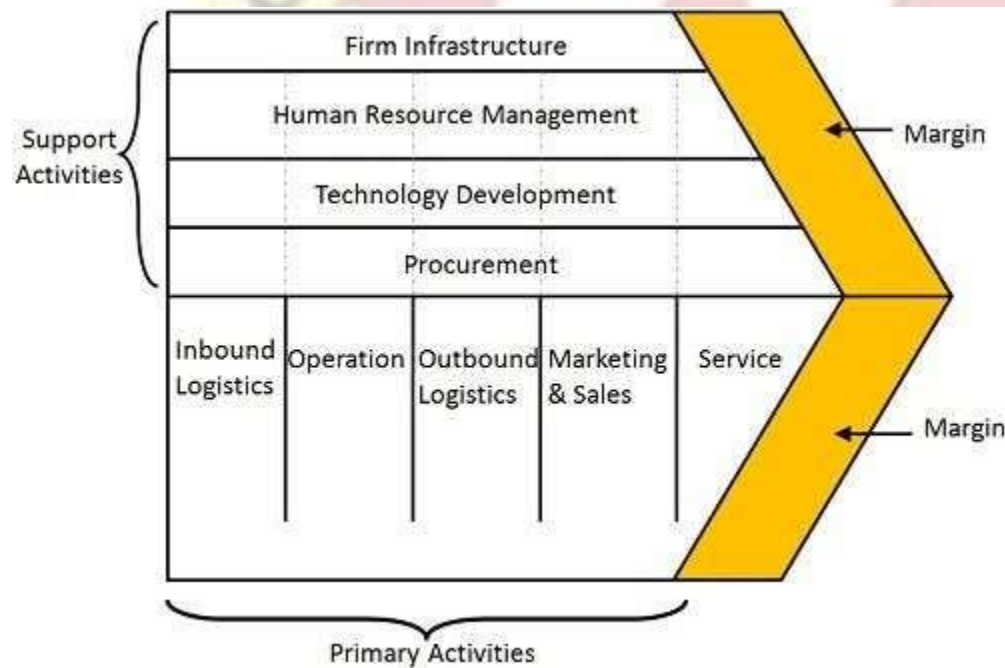 Firm Infrastructure
Human Resource Management
Support
Activities
Margin
Technology Development
Procurement
Inbound
Logistics
Operation
Outbound
Logistics
Marketing
& Sales
Service
Margin
Primary Activities